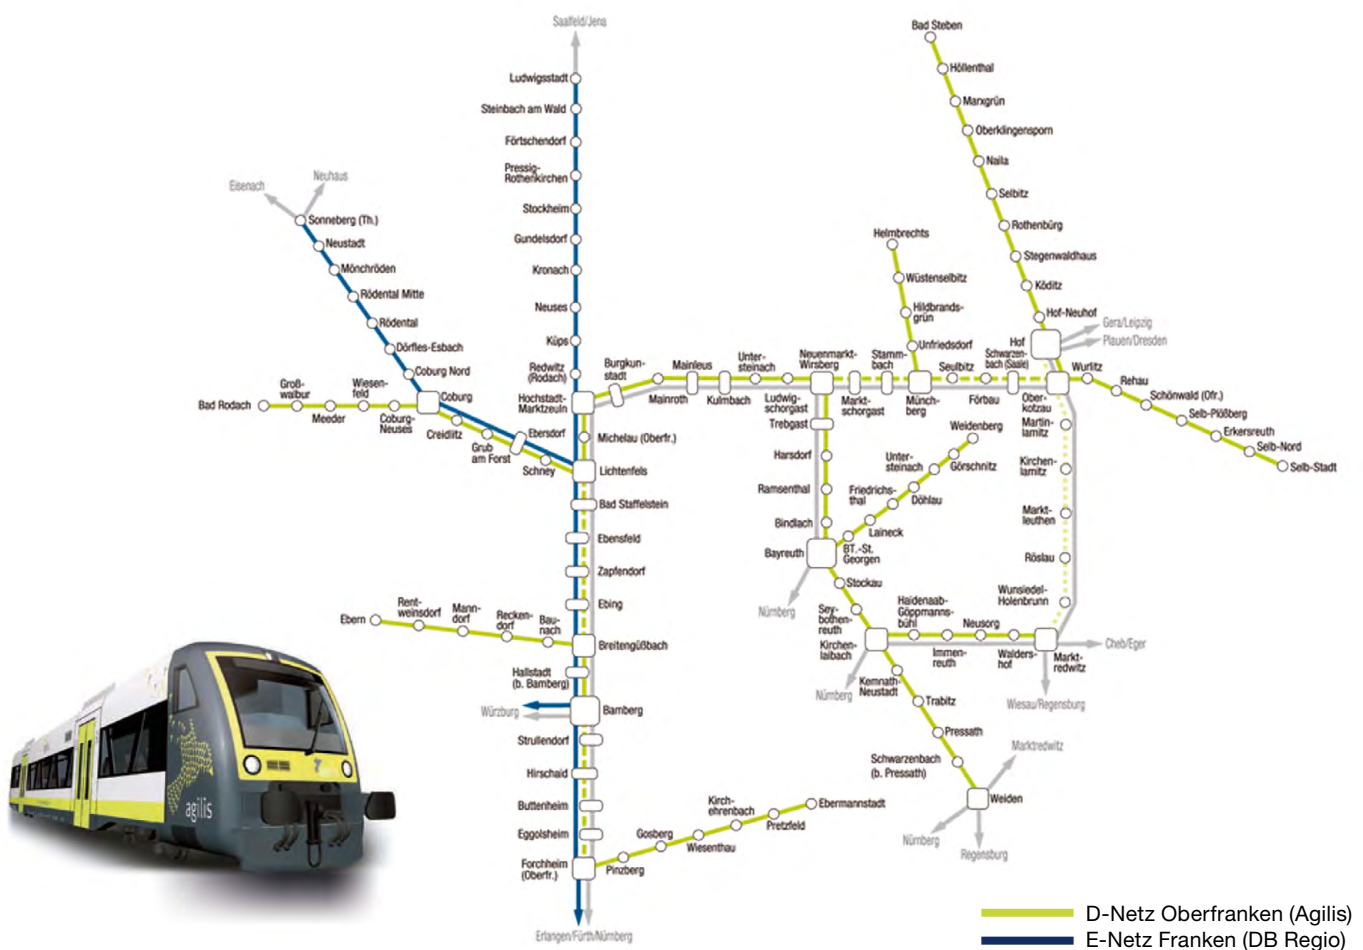 Saalfeld/Jena
Ludwigsstadt
Steinbach am Wald
Förtschendorf
Pressig-
Rothenkirchen
Stockheim
Gundelsdorf
Kronach
Neuses
Küps
Redwitz
(Rodach)
Hochstadt-
Marktzeuln
Eisenach
Neuhaus
Sonneberg (Th.)
Neustadt
Mönchröden
Rödental Mitte
Rödental
Dörfles-Esbach
Coburg Nord
Coburg
Bad Rodach
Groß-
walbur
Meeder
Wiesen-
feld
Coburg-
Neuses
Creidlitz
Grub
am Forst
Ebersdorf
Schney
Michelau (Oberfr.)
Lichtenfels
Bad Staffelstein
Ebensfeld
Zapfendorf
Ebing
Breitengüßbach
Ebern
Rent-
weinsdorf
Mann-
dorf
Recken-
dorf
Bau-
nach
Hallstadt
(b. Bamberg)
Würzburg
Bamberg
Strullendorf
Hirschaid
Buttenheim
Eggolsheim
Forchheim
(Oberfr.)
Erlangen/Fürth/Nürnberg
Pinzberg
Gosberg
Wiesenthau
Kirch-
ehrenbach
Pretzfeld
Ebermannstadt
Burgkun-
stadt
Mainroth
Mainleus
Kulmbach
Unter-
steinach
Ludwig-
schorgast
Neuenmarkt-
Wirsberg
Markt-
schorgast
Stamm-
bach
Münch-
berg
Seulbitz
Förbau
Schwarzen-
bach (Saale)
Ober-
kotzau
Helmbrechts
Wüstenselbitz
Hildbrands-
grün
Unfriedsdorf
Bad Steben
Höllenthal
Marxgrün
Oberklingensporn
Naila
Selbitz
Rothenbürg
Stegenwaldhaus
Köditz
Hof-Neuhof
Hof
Gera/Leipzig
Plauen/Dresden
Wurlitz
Rehau
Schönwald (Ofr.)
Selb-Plößberg
Erkersreuth
Selb-Nord
Selb-Stadt
Martin-
lamitz
Kirchen-
lamitz
Markt-
leuthen
Röslau
Wunsiedel-
Holenbrunn
Markt-
redwitz
Cheb/Eger
Wiesau/Regensburg
Trebgast
Harsdorf
Ramsenthal
Bindlach
Bayreuth
BT.-St.
Georgen
Laineck
Friedrichs-
thal
Döhlau
Unter-
steinach
Görschnitz
Weidenberg
Nürnberg
Stockau
Sey-
bothen-
reuth
Kirchen-
laibach
Nürnberg
Haidenaab-
Göppmanns-
bühl
Immen-
reuth
Neusorg
Walders-
hof
Kemnath-
Neustadt
Trabitz
Pressath
Schwarzenbach
(b. Pressath)
Weiden
Marktredwitz
Nürnberg
Regensburg
agilis
D-Netz Oberfranken (Agilis)
E-Netz Franken (DB Regio)